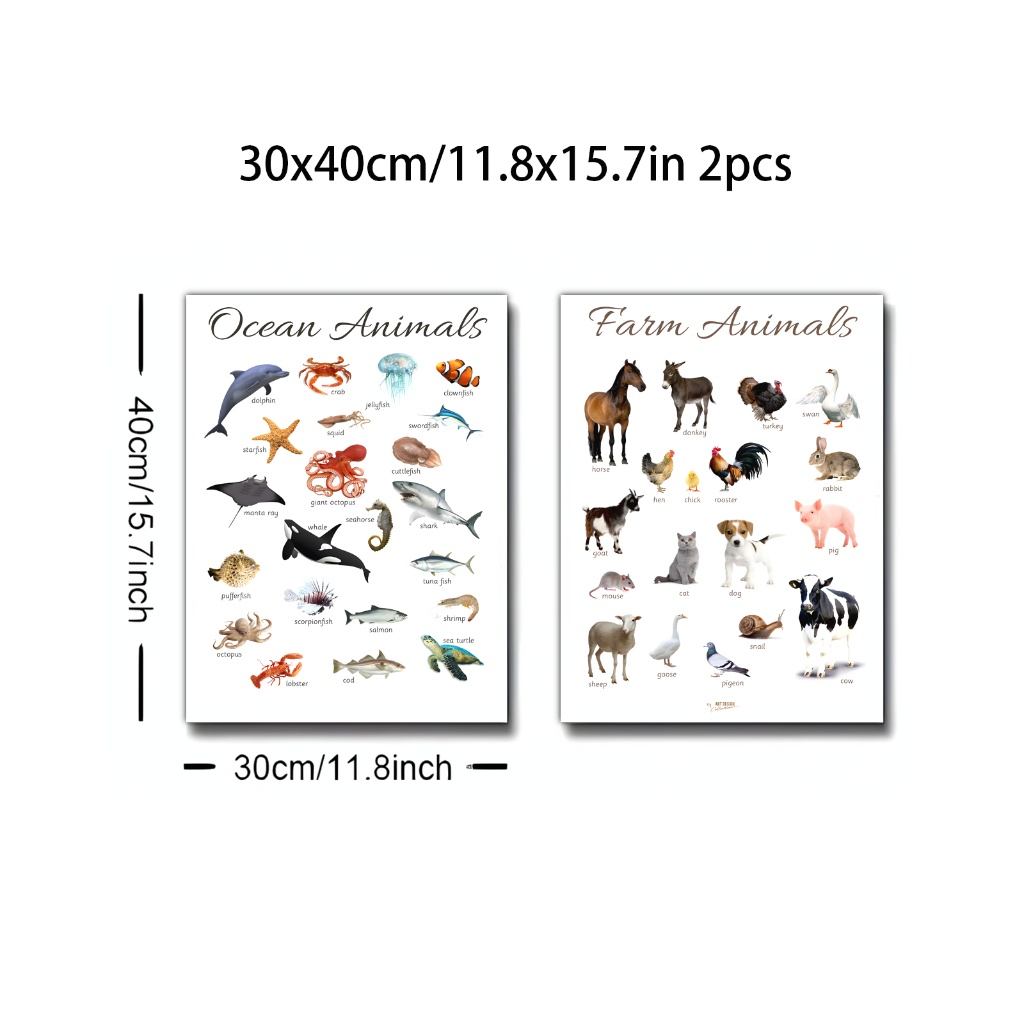 30x40cm/11.8x15.7in 2pcs
40cm/15.7inch
Ocean Animals
dolphin
crab
jellyfish
clownfish
squid
swordfish
starfish
cuttlefish
giant octopus
manta ray
seahorse
shark
whale
tuna fish
pufferfish
scorpionfish
shrimp
salmon
octopus
sea turtle
lobster
cod
30cm/11.8inch
Farm Animals
horse
donkey
turkey
swan
hen
chick
rooster
rabbit
goat
pig
mouse
cat
dog
snail
sheep
goose
pigeon
cow
by ART DESIGN